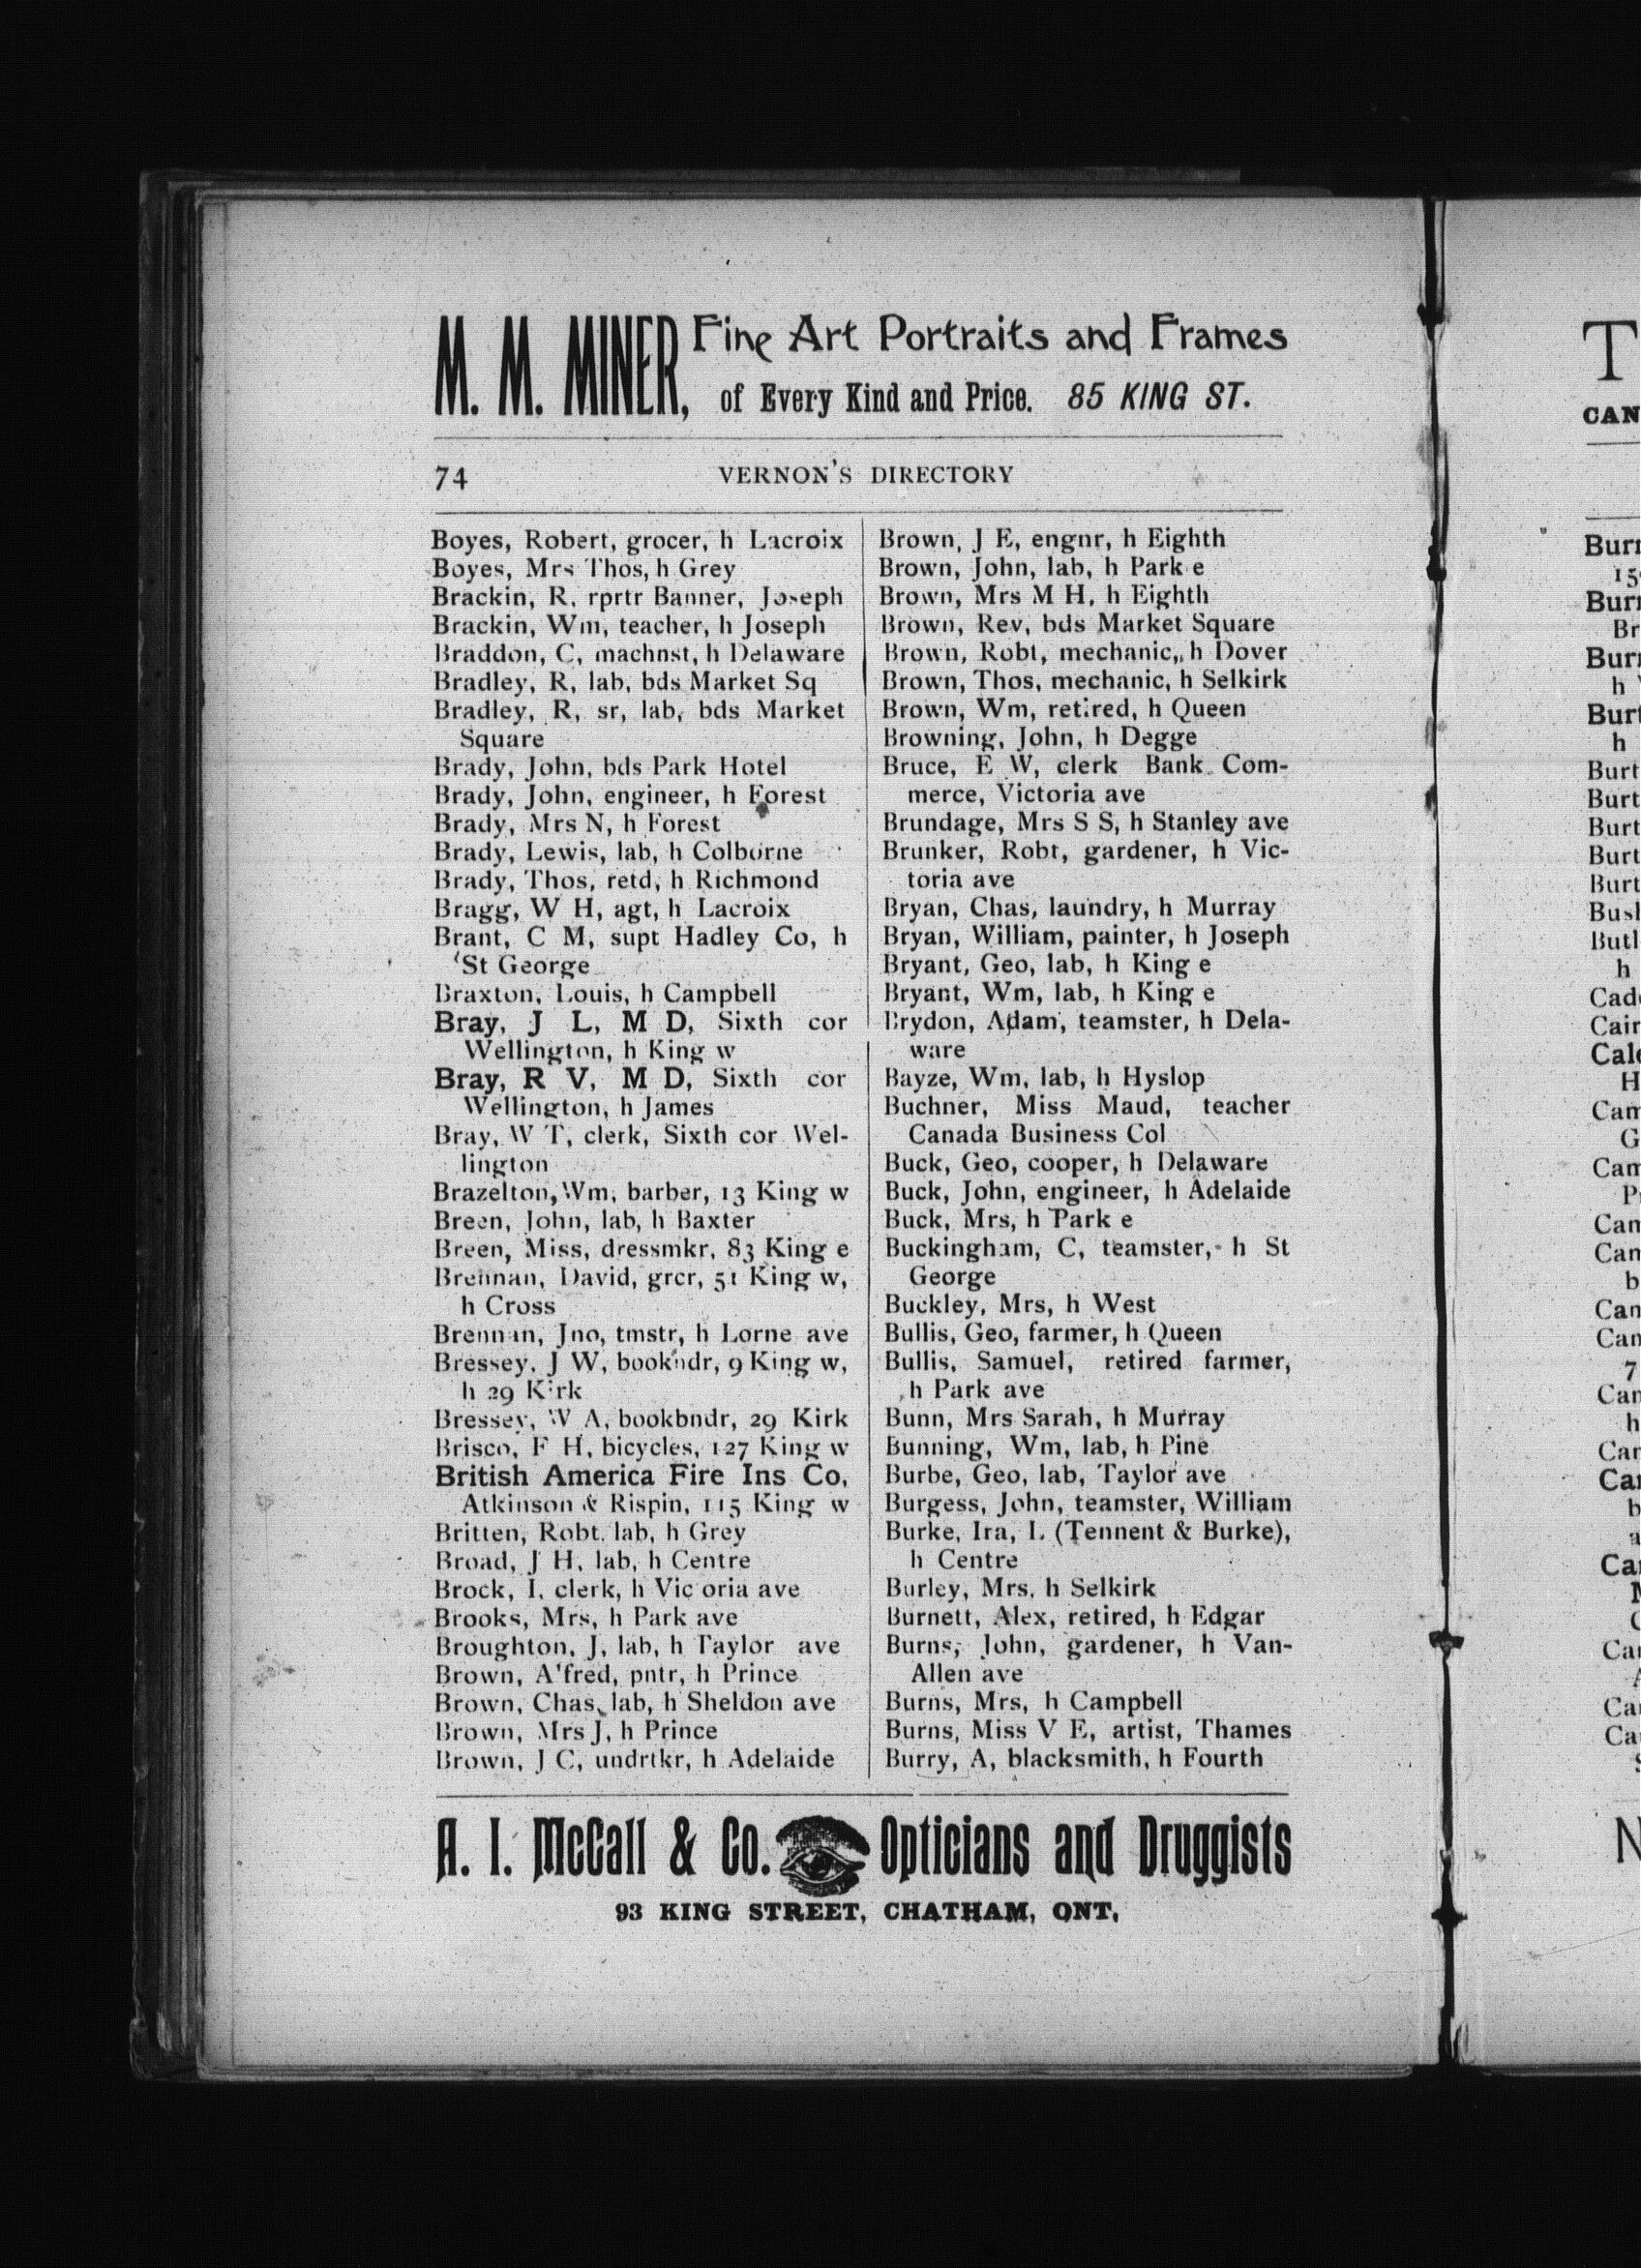 M. M. MINER, Fine Art Portraits and Frames
of Every Kind and Price. 85 KING ST.
74 VERNON'S DIRECTORY
Boyes, Robert, grocer, h Lacroix
Boyes, Mrs Thos, h Grey
Brackin, R, rprtr Banner, Joseph
Brackin, Wm, teacher, h Joseph
Braddon, C, machnst, h Delaware
Bradley, R, lab, bds Market Sq
Bradley, R, sr, lab, bds Market
Square
Brady, John, bds Park Hotel
Brady, John, engineer, h Forest
Brady, Mrs N, h Forest
Brady, Lewis, lab, h Colborne
Brady, Thos, retd, h Richmond
Bragg, W H, agt, h Lacroix
Brant, C M, supt Hadley Co, h
St George
Braxton, Louis, h Campbell
Bray, J L, M D, Sixth cor
Wellington, h King w
Bray, R V, M D, Sixth cor
Wellington, h James
Bray, W T, clerk, Sixth cor Wel-
lington
Brazelton, Wm, barber, 13 King w
Breen, John, lab, h Baxter
Breen, Miss, dressmkr, 83 King e
Brennan, David, grcr, 51 King w,
h Cross
Brennan, Jno, tmstr, h Lorne ave
Bressey, J W, bookbndr, 9 King w,
h 29 Kirk
Bressey, W A, bookbndr, 29 Kirk
Brisco, F H, bicycles, 127 King w
British America Fire Ins Co,
Atkinson & Rispin, 115 King w
Britten, Robt, lab, h Grey
Broad, J H, lab, h Centre
Brock, I, clerk, h Vic oria ave
Brooks, Mrs, h Park ave
Broughton, J, lab, h Taylor ave
Brown, A'fred, pntr, h Prince
Brown, Chas, lab, h Sheldon ave
Brown, Mrs J, h Prince
Brown, J C, undrtkr, h Adelaide
Brown, J E, engnr, h Eighth
Brown, John, lab, h Park e
Brown, Mrs M H, h Eighth
Brown, Rev, bds Market Square
Brown, Robt, mechanic,, h Dover
Brown, Thos, mechanic, h Selkirk
Brown, Wm, retired, h Queen
Browning, John, h Degge
Bruce, E W, clerk Bank Com-
merce, Victoria ave
Brundage, Mrs S S, h Stanley ave
Brunker, Robt, gardener, h Vic-
toria ave
Bryan, Chas, laundry, h Murray
Bryan, William, painter, h Joseph
Bryant, Geo, lab, h King e
Bryant, Wm, lab, h King e
Brydon, Adam, teamster, h Dela-
ware
Bayze, Wm, lab, h Hyslop
Buchner, Miss Maud, teacher
Canada Business Col
Buck, Geo, cooper, h Delaware
Buck, John, engineer, h Adelaide
Buck, Mrs, h Park e
Buckingham, C, teamster, h St
George
Buckley, Mrs, h West
Bullis, Geo, farmer, h Queen
Bullis, Samuel, retired farmer,
h Park ave
Bunn, Mrs Sarah, h Murray
Bunning, Wm, lab, h Pine
Burbe, Geo, lab, Taylor ave
Burgess, John, teamster, William
Burke, Ira, L (Tennent & Burke),
h Centre
Burley, Mrs, h Selkirk
Burnett, Alex, retired, h Edgar
Burns, John, gardener, h Van-
Allen ave
Burns, Mrs, h Campbell
Burns, Miss V E, artist, Thames
Burry, A, blacksmith, h Fourth
A. I. McCall & Co. Opticians and Druggists
93 KING STREET, CHATHAM, ONT,